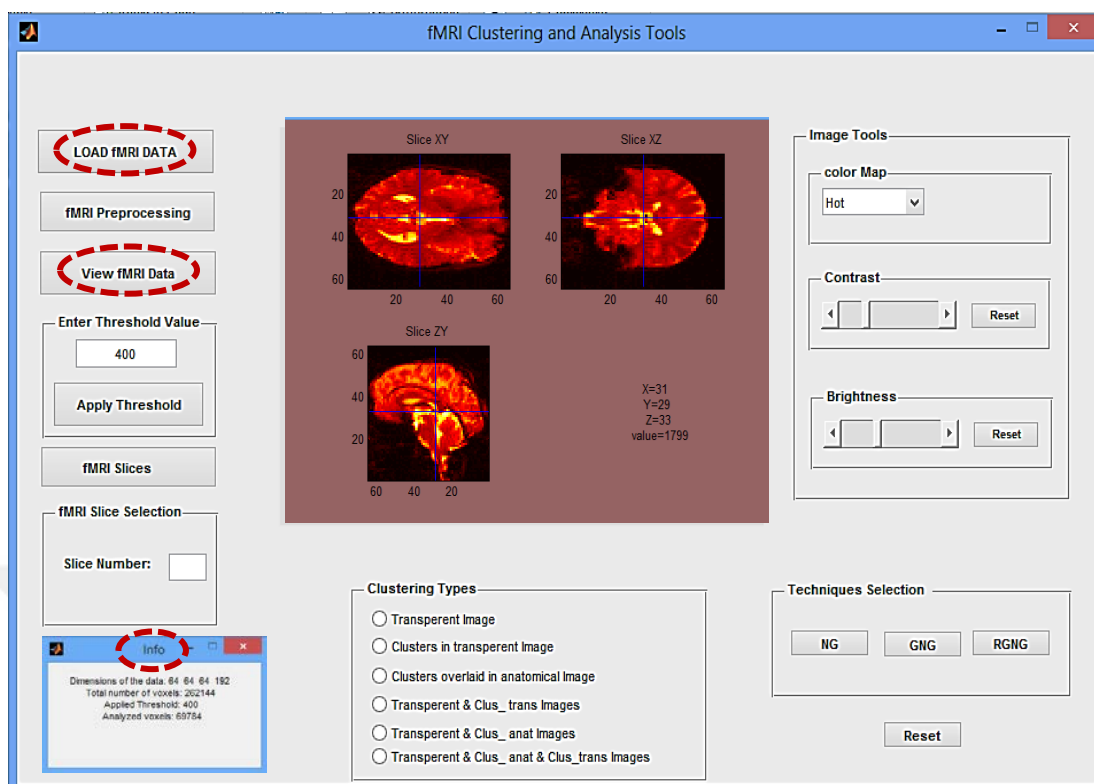 fMRI Clustering and Analysis Tools
LOAD fMRI DATA
fMRI Preprocessing
View fMRI Data
Enter Threshold Value
400
Apply Threshold
fMRI Slices
fMRI Slice Selection
Slice Number:
Info
Dimensions of the data: 64 64 64 192
Total number of voxels: 262144
Applied Threshold: 400
Analyzed voxels: 69784
Slice XY
20
40
60
20 40 60
Slice XZ
20
40
60
20 40 60
Slice ZY
60
40
20
60 40 20
X=31
Y=29
Z=33
value=1799
Image Tools
color Map
Hot
Contrast
Reset
Brightness
Reset
Clustering Types
Transperent Image
Clusters in transperent Image
Clusters overlaid in anatomical Image
Transperent & Clus_ trans Images
Transperent & Clus_ anat Images
Transperent & Clus_ anat & Clus_trans Images
Techniques Selection
NG GNG RGNG
Reset